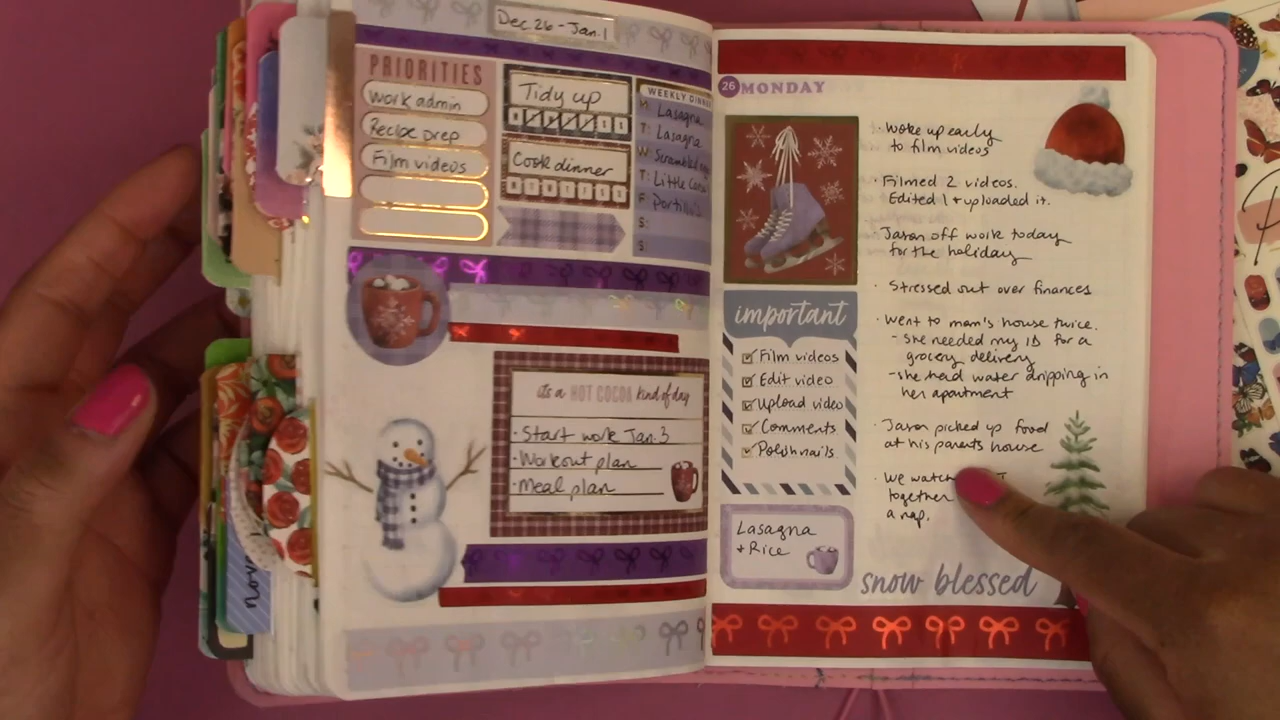 Dec 26 - Jan. 1
PRIORITIES
Work admin
Recipe prep
Film videos
Tidy up
Cook dinner
WEEKLY
M: Lasagna
T: Lasagna
W: Scrambled
T: Little
F: Portillo's
S:
S:
it's a HOT COCOA kind of day
• Start work Jan. 3
• Workout plan
• Meal plan
nov
26 MONDAY
important
Film videos
Edit video
Upload video
Comments
Polish nails
Lasagna
+ Rice
• Woke up early
to film videos
• Filmed 2 videos.
Edited 1 + uploaded it.
• Jason off work today
for the holiday
• Stressed out over finances
• Went to mom's house twice.
- she needed my ID for a
grocery delivery
- she had water dripping in
her apartment
• Jason picked up food
at his parents house
• We
together
a nap.
snow blessed